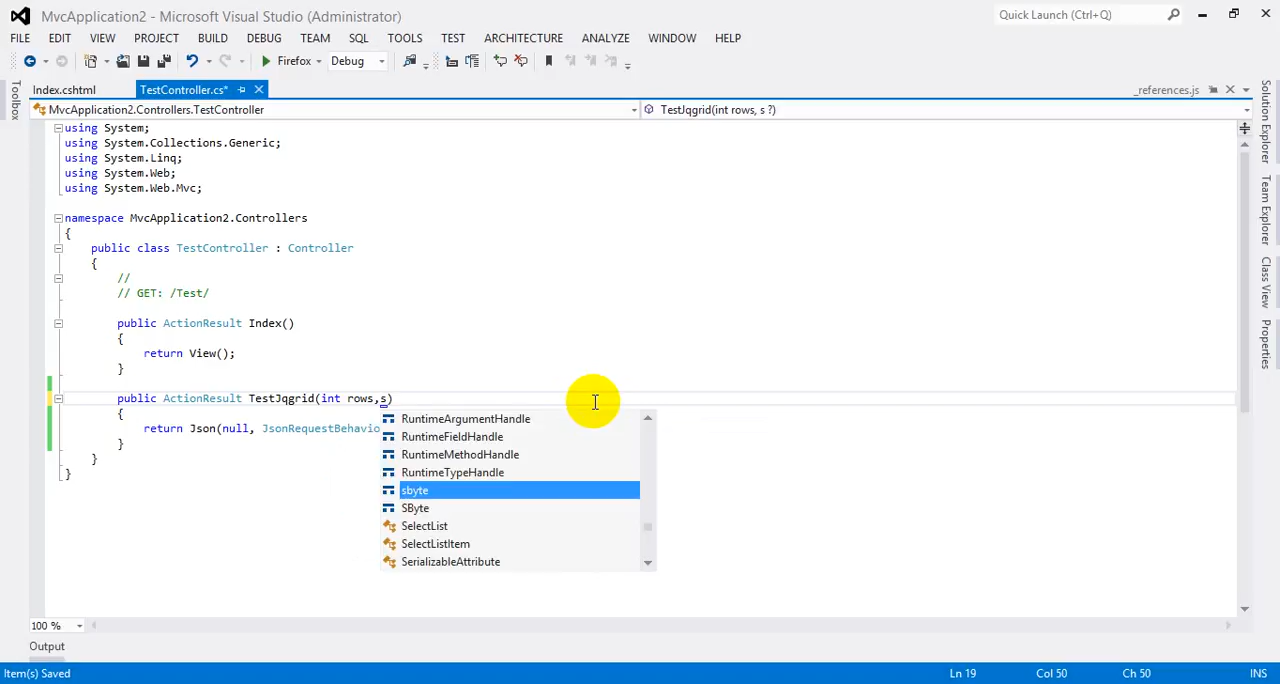 MvcApplication2 - Microsoft Visual Studio (Administrator)
Quick Launch (Ctrl+Q)
FILE EDIT VIEW PROJECT BUILD DEBUG TEAM SQL TOOLS TEST ARCHITECTURE ANALYZE WINDOW HELP
Firefox Debug
Toolbox
Index.cshtml TestController.cs* _references.js
MvcApplication2.Controllers.TestController TestJqgrid(int rows, s ?)
using System;
using System.Collections.Generic;
using System.Linq;
using System.Web;
using System.Web.Mvc;
namespace MvcApplication2.Controllers
{
public class TestController : Controller
{
//
// GET: /Test/
public ActionResult Index()
{
return View();
}
public ActionResult TestJqgrid(int rows,s)
{
return Json(null, JsonRequestBehavio
}
}
}
RuntimeArgumentHandle
RuntimeFieldHandle
RuntimeMethodHandle
RuntimeTypeHandle
sbyte
SByte
SelectList
SelectListItem
SerializableAttribute
Solution Explorer
Team Explorer
Class View
Properties
100 %
Output
Item(s) Saved Ln 19 Col 50 Ch 50 INS